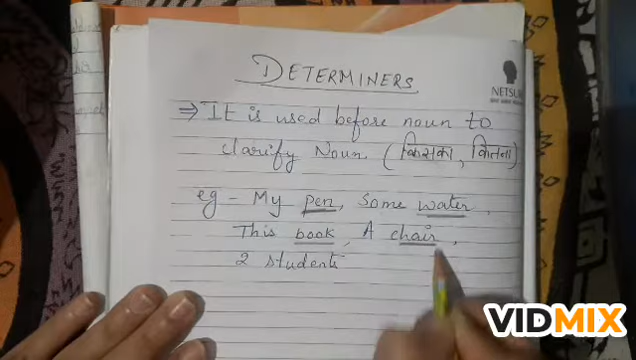 DETERMINERS
NETSU
⇒ It is used before noun to
clarify Noun (किसका, कितना)
eg - My pen, Some water,
This book, A chair,
2 students
VIDMIX